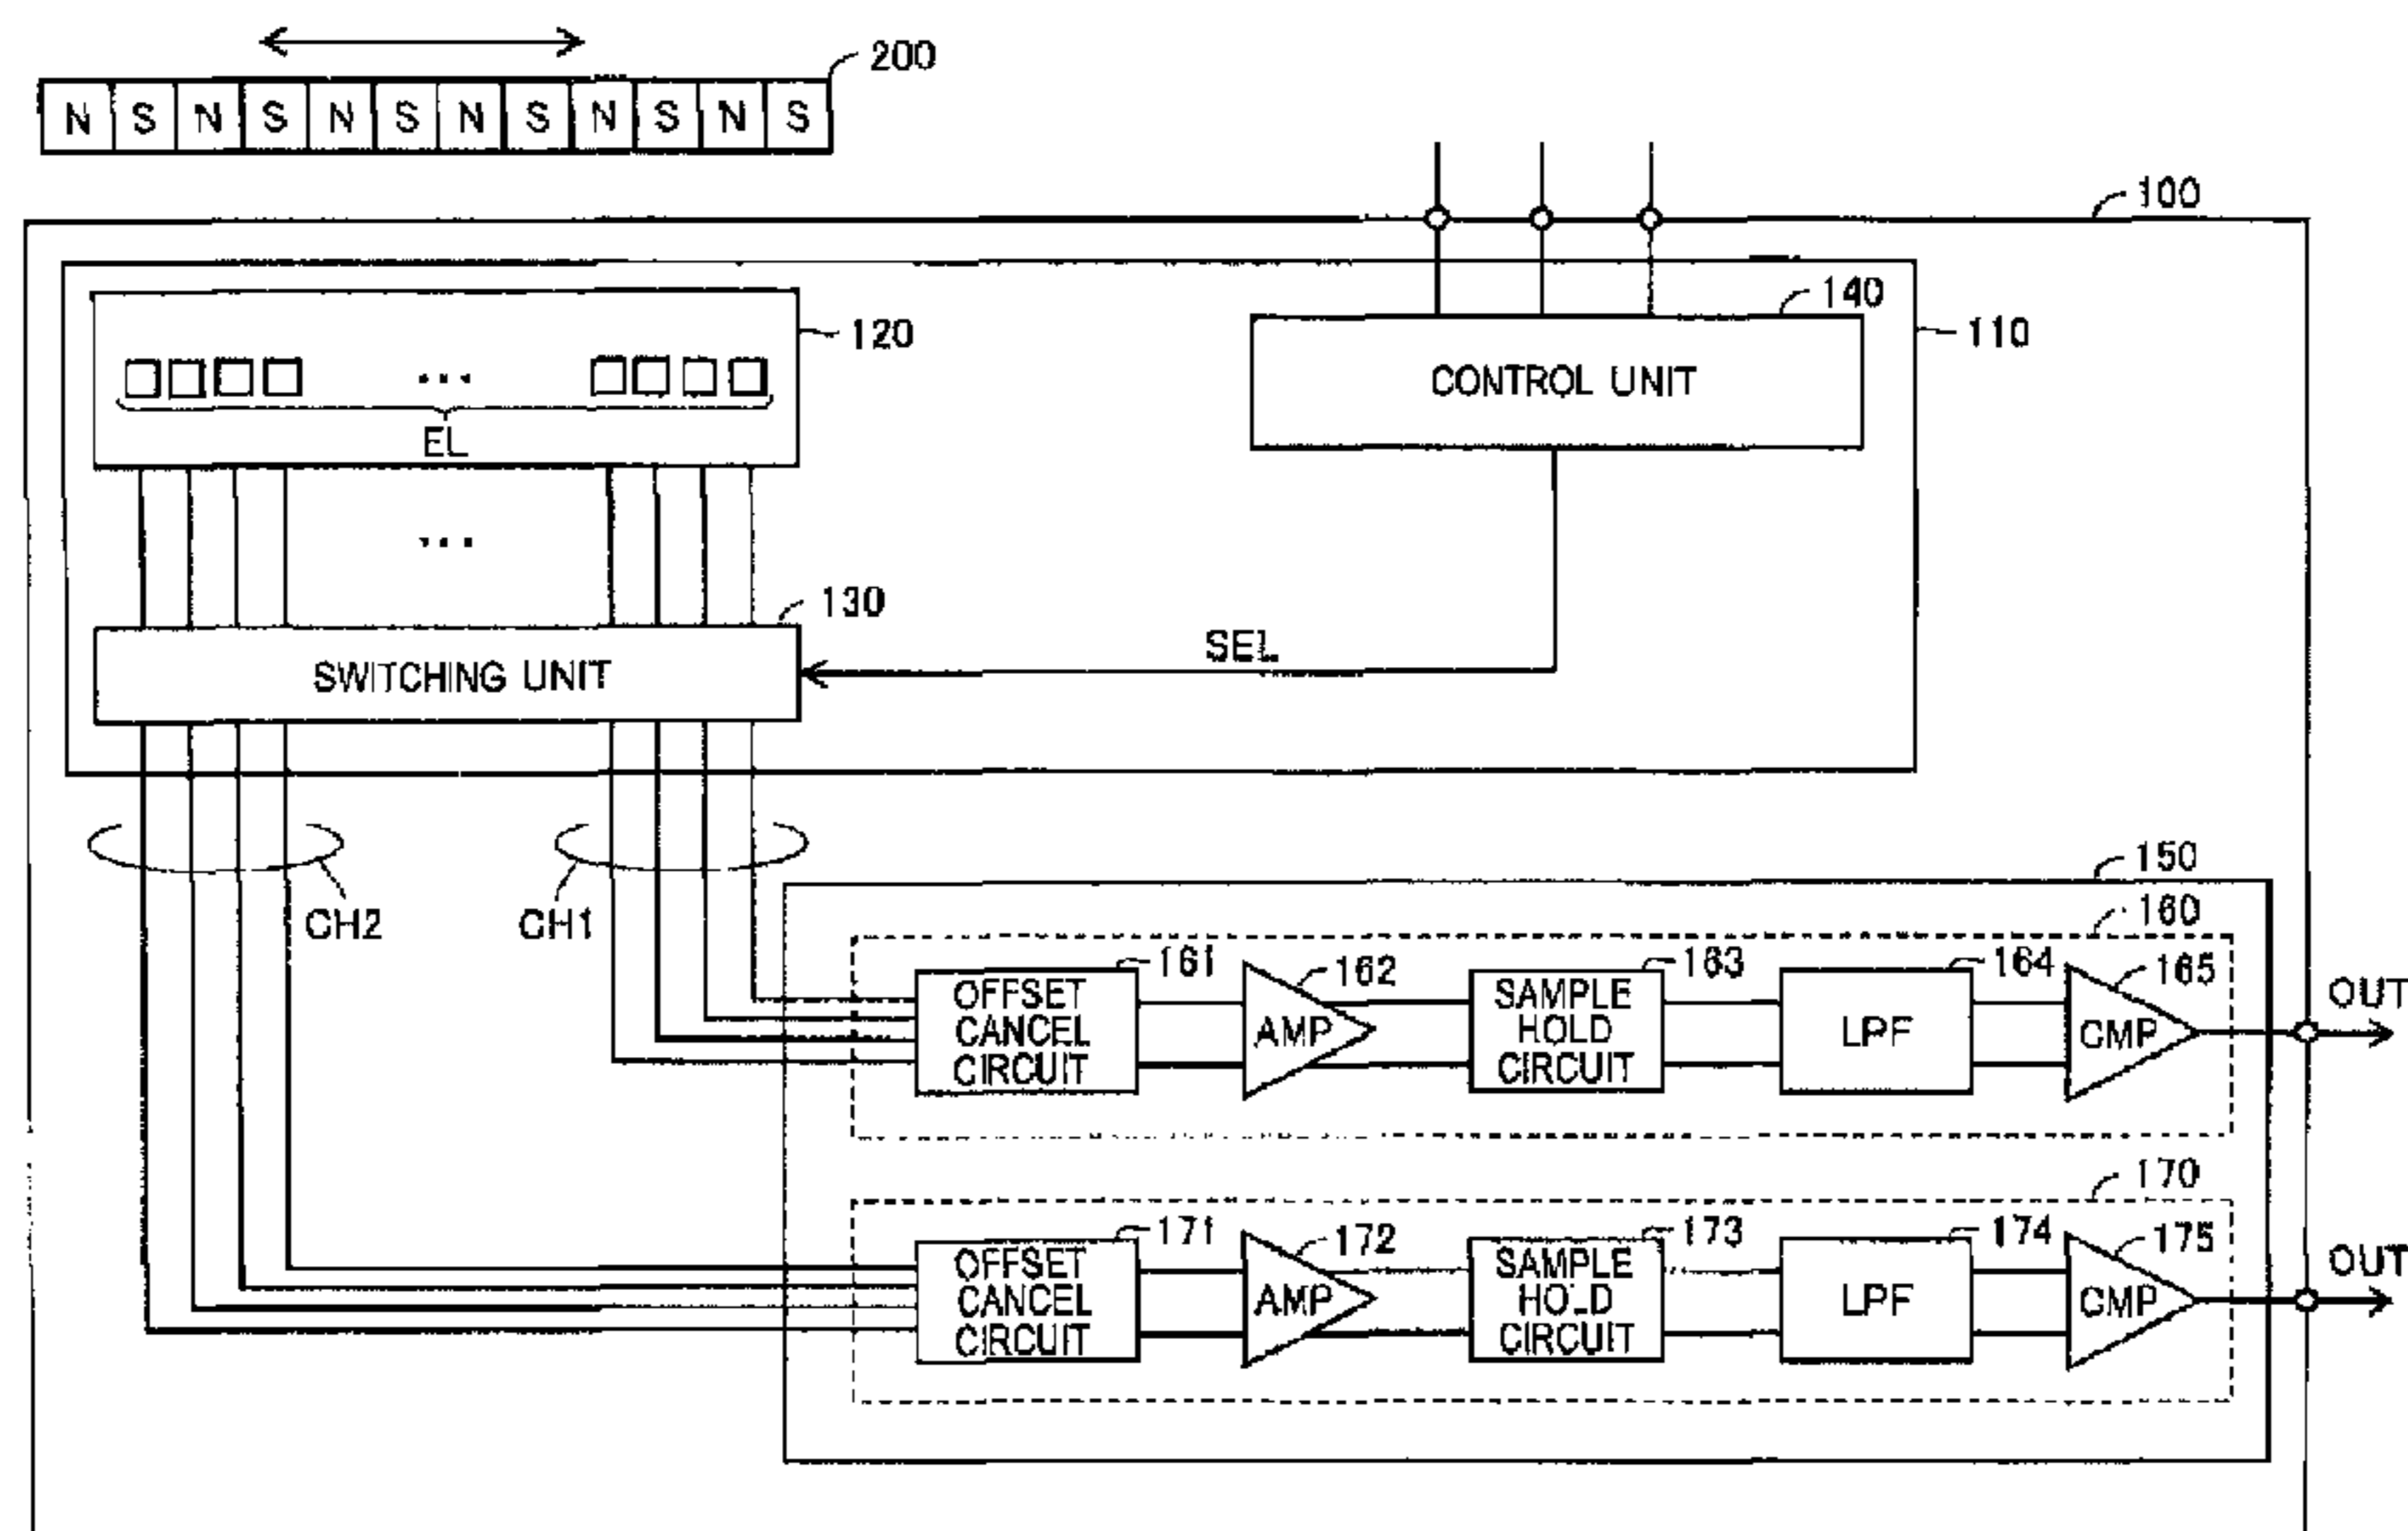 200
N S N S N S N S N S N S
100
140
120
110
CONTROL UNIT
...
EL
...
130
SEL
SWITCHING UNIT
150
CH2
CH1
160
161
162
163
164
165
OFFSET
CANCEL
CIRCUIT
AMP
SAMPLE
HOLD
CIRCUIT
LPF
CMP
OUT
170
171
172
173
174
175
OFFSET
CANCEL
CIRCUIT
AMP
SAMPLE
HOLD
CIRCUIT
LPF
CMP
OUT